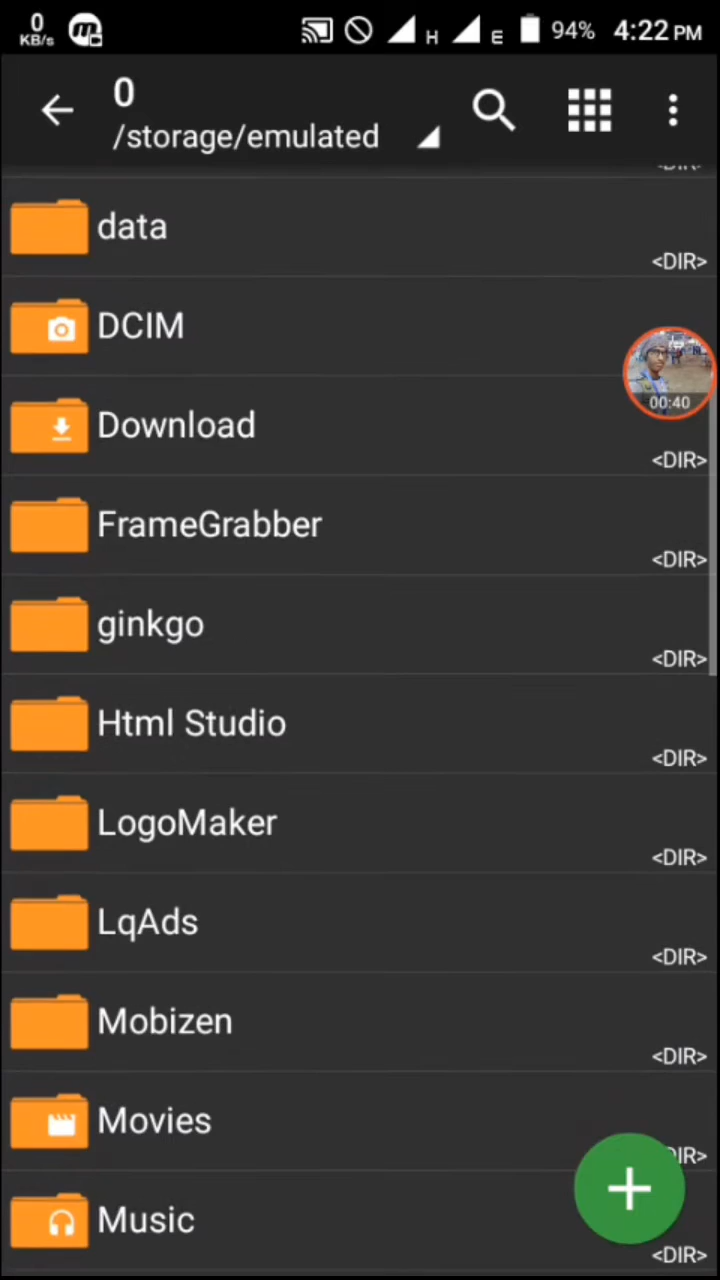 0
KB/s
H
E
94%
4:22 PM
0
/storage/emulated
data
<DIR>
DCIM
00:40
Download
<DIR>
FrameGrabber
<DIR>
ginkgo
<DIR>
Html Studio
<DIR>
LogoMaker
<DIR>
LqAds
<DIR>
Mobizen
<DIR>
Movies
Music
<DIR>